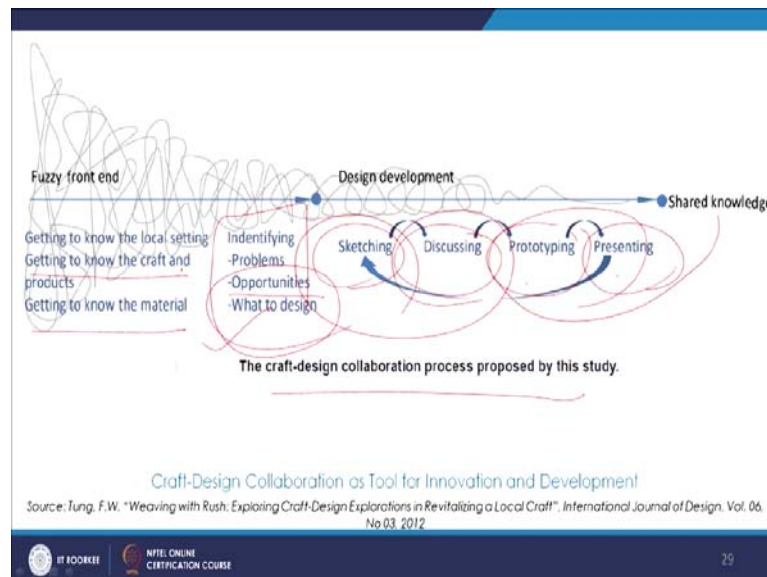 Fuzzy front end
Design development
Shared knowledge
Getting to know the local setting
Getting to know the craft and
products
Getting to know the material
Indentifying
-Problems
-Opportunities
-What to design
Sketching Discussing Prototyping Presenting
The craft-design collaboration process proposed by this study.
Craft-Design Collaboration as Tool for Innovation and Development
Source: Tung, F.W. "Weaving with Rush: Exploring Craft-Design Explorations in Revitalizing a Local Craft". International Journal of Design, Vol. 06,
No 03, 2012
IIT ROORKEE
NPTEL ONLINE
CERTIFICATION COURSE
29